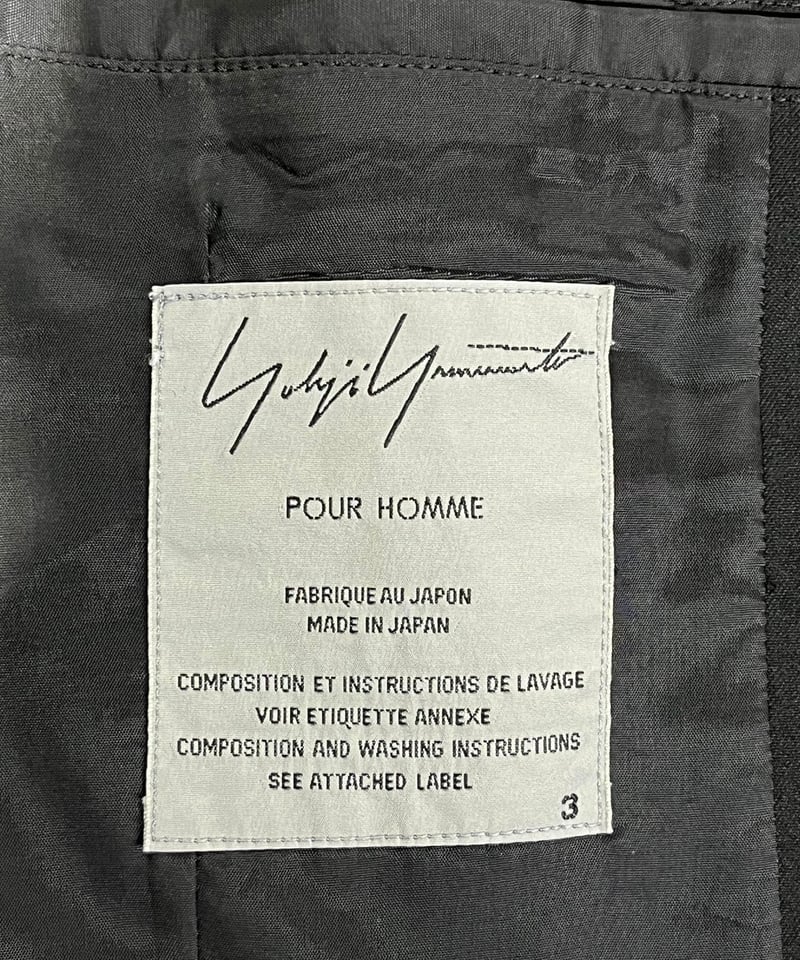 Yohji Yamamoto
POUR HOMME
FABRIQUE AU JAPON
MADE IN JAPAN
COMPOSITION ET INSTRUCTIONS DE LAVAGE
VOIR ETIQUETTE ANNEXE
COMPOSITION AND WASHING INSTRUCTIONS
SEE ATTACHED LABEL
3